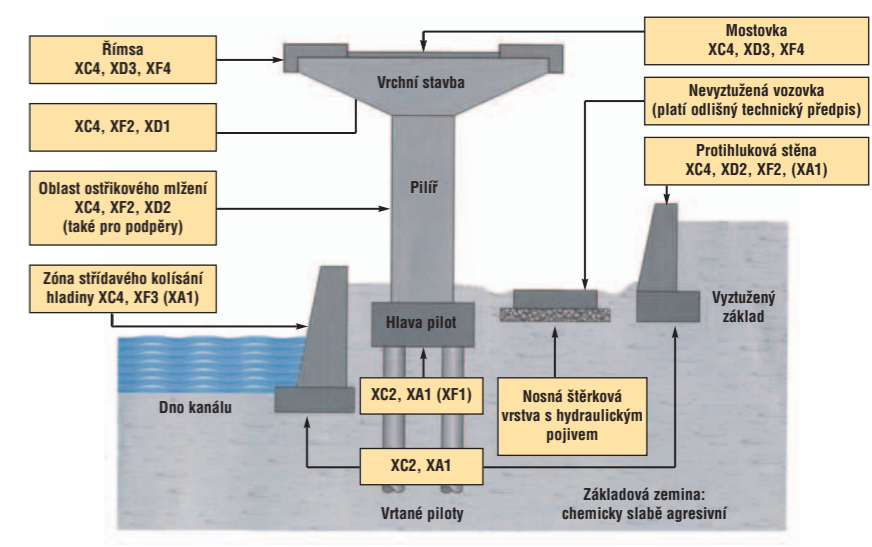 Římsa
XC4, XD3, XF4
Mostovka
XC4, XD3, XF4
Vrchní stavba
Nevyztužená vozovka
(platí odlišný technický předpis)
XC4, XF2, XD1
Protihluková stěna
XC4, XD2, XF2, (XA1)
Oblast ostřikového mlžení
XC4, XF2, XD2
(také pro podpěry)
Pilíř
Zóna střídavého kolísání
hladiny XC4, XF3 (XA1)
Vyztužený
základ
Hlava pilot
Dno kanálu
XC2, XA1 (XF1)
Nosná štěrková
vrstva s hydraulickým
pojivem
XC2, XA1
Vrtané piloty
Základová zemina:
chemicky slabě agresivní